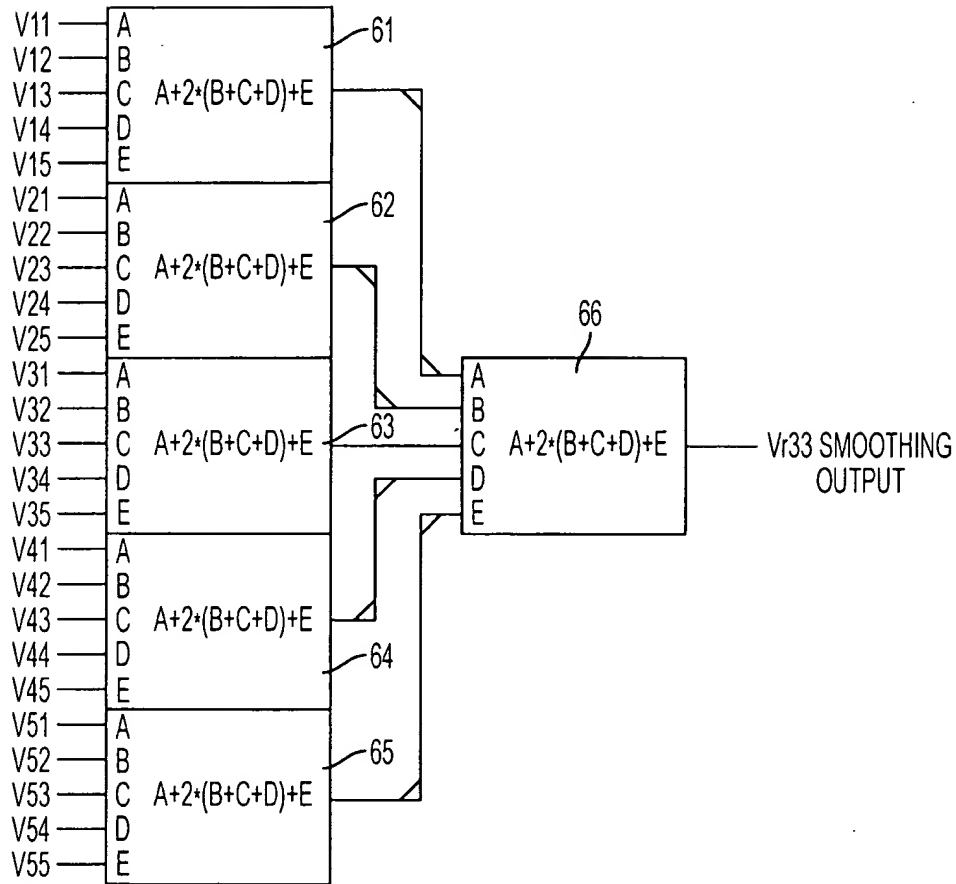 V11 A 61
V12 B
V13 C A+2*(B+C+D)+E
V14 D
V15 E
V21 A 62
V22 B
V23 C A+2*(B+C+D)+E
V24 D
V25 E
V31 A
V32 B
V33 C A+2*(B+C+D)+E 63
V34 D
V35 E
V41 A
V42 B
V43 C A+2*(B+C+D)+E
V44 D 64
V45 E
V51 A
V52 B 65
V53 C A+2*(B+C+D)+E
V54 D
V55 E
66
A
B
C A+2*(B+C+D)+E
D
E
Vr33 SMOOTHING
OUTPUT